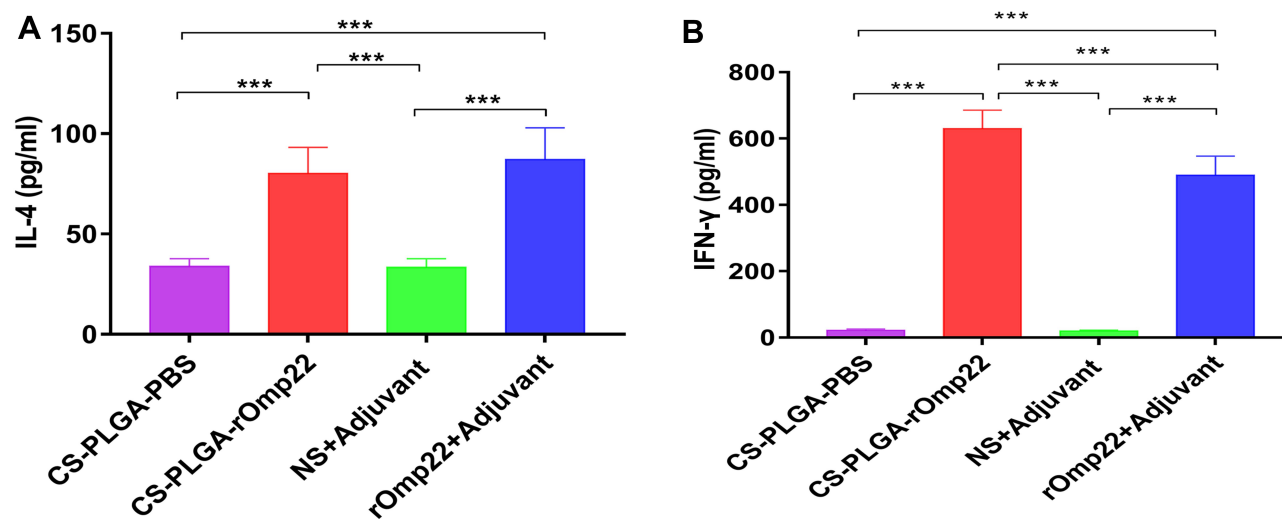 A
IL-4 (pg/ml)
150
100
50
0
***
***
***
***
CS-PLGA-PBS
CS-PLGA-rOmp22
NS+Adjuvant
rOmp22+Adjuvant
B
IFN-γ (pg/ml)
800
600
400
200
0
***
***
***
***
***
CS-PLGA-PBS
CS-PLGA-rOmp22
NS+Adjuvant
rOmp22+Adjuvant